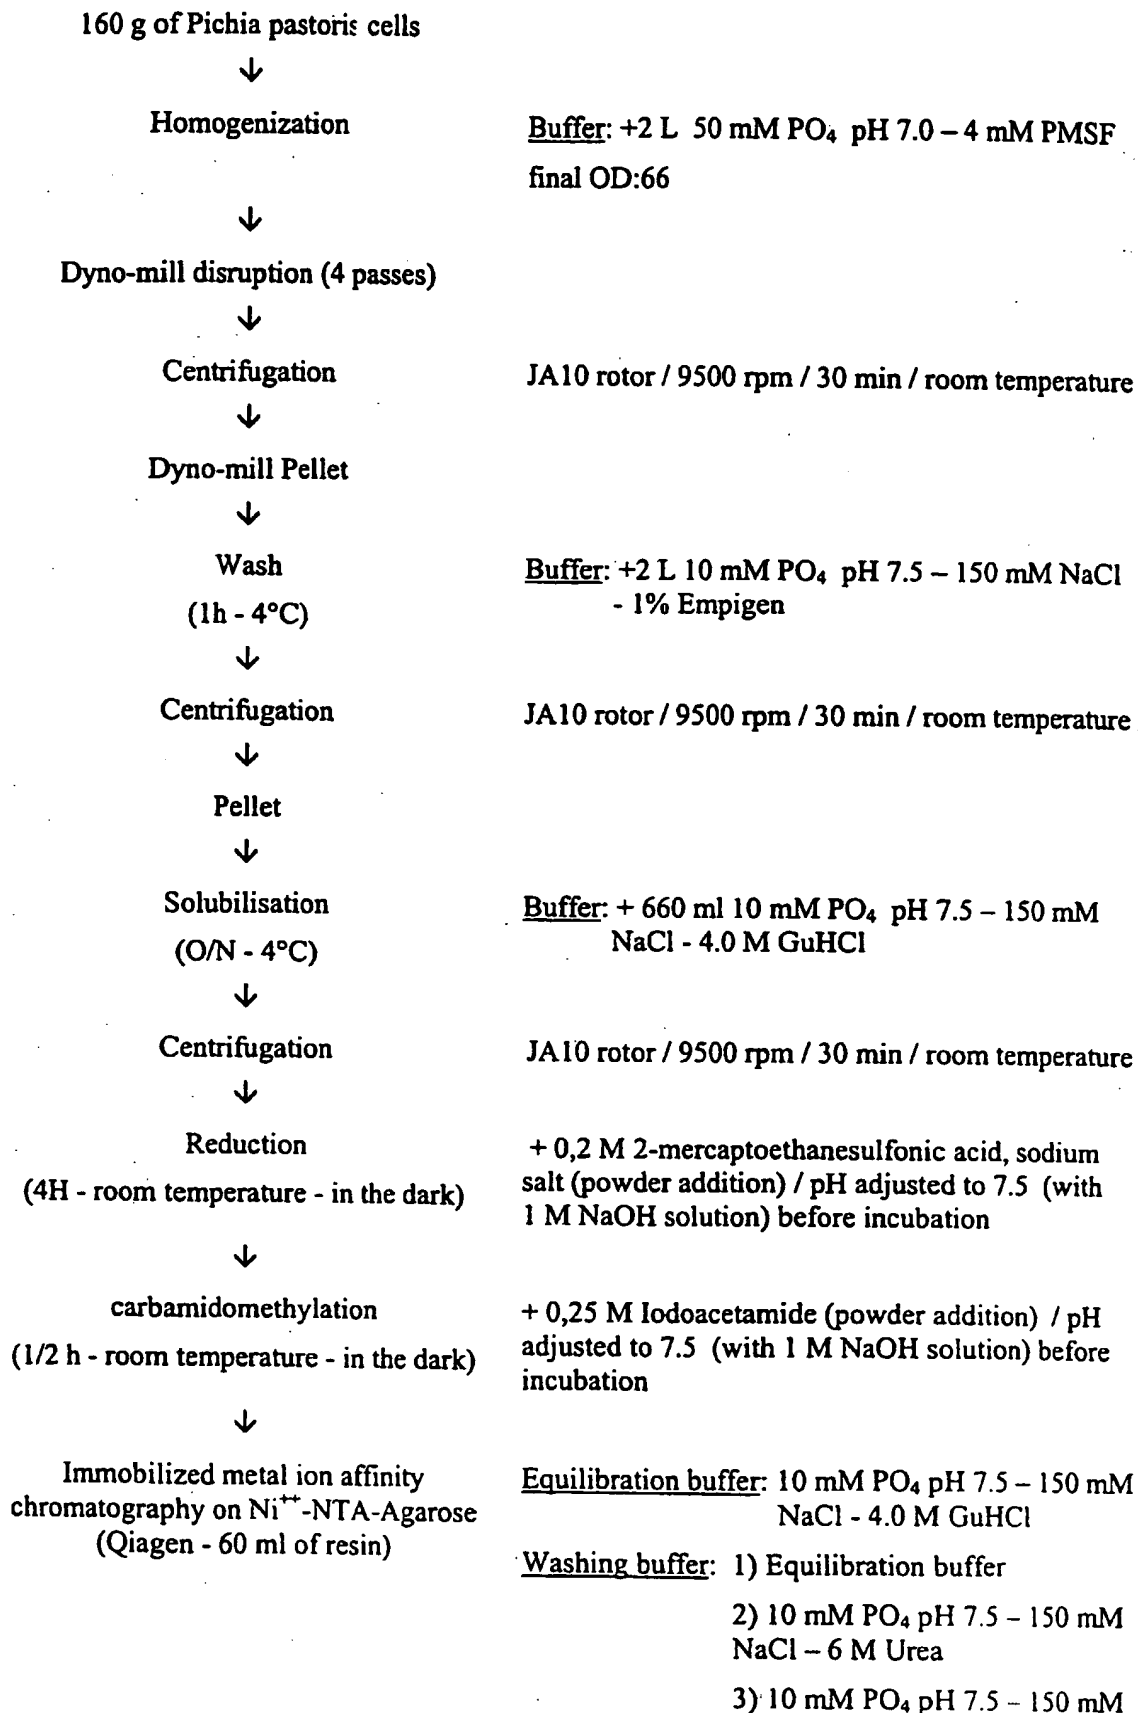 160 g of Pichia pastoris cells
↓
Homogenization
Buffer: +2 L 50 mM PO₄ pH 7.0 – 4 mM PMSF
final OD:66
↓
Dyno-mill disruption (4 passes)
↓
Centrifugation
JA10 rotor / 9500 rpm / 30 min / room temperature
↓
Dyno-mill Pellet
↓
Wash
(1h - 4°C)
Buffer: +2 L 10 mM PO₄ pH 7.5 – 150 mM NaCl
- 1% Empigen
↓
Centrifugation
JA10 rotor / 9500 rpm / 30 min / room temperature
↓
Pellet
↓
Solubilisation
(O/N - 4°C)
Buffer: + 660 ml 10 mM PO₄ pH 7.5 – 150 mM
NaCl - 4.0 M GuHCl
↓
Centrifugation
JA10 rotor / 9500 rpm / 30 min / room temperature
↓
Reduction
(4H - room temperature - in the dark)
+ 0,2 M 2-mercaptoethanesulfonic acid, sodium
salt (powder addition) / pH adjusted to 7.5 (with
1 M NaOH solution) before incubation
↓
carbamidomethylation
(1/2 h - room temperature - in the dark)
+ 0,25 M Iodoacetamide (powder addition) / pH
adjusted to 7.5 (with 1 M NaOH solution) before
incubation
↓
Immobilized metal ion affinity
chromatography on Ni⁺⁺-NTA-Agarose
(Qiagen - 60 ml of resin)
Equilibration buffer: 10 mM PO₄ pH 7.5 – 150 mM
NaCl - 4.0 M GuHCl
Washing buffer: 1) Equilibration buffer
2) 10 mM PO₄ pH 7.5 – 150 mM
NaCl – 6 M Urea
3) 10 mM PO₄ pH 7.5 – 150 mM